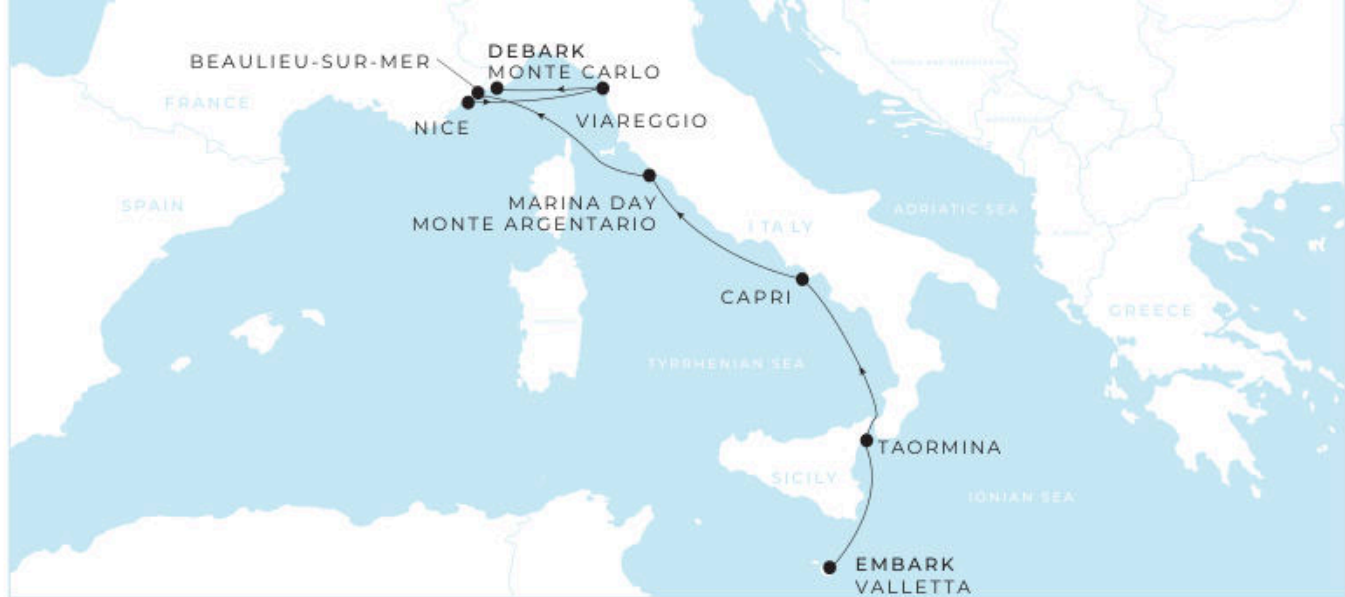 DEBARK
BEAULIEU-SUR-MER
MONTE CARLO
FRANCE
NICE
VIAREGGIO
SPAIN
MARINA DAY
MONTE ARGENTARIO
ITALY
ADRIATIC SEA
CAPRI
GREECE
TYRRHENIAN SEA
TAORMINA
SICILY
IONIAN SEA
EMBARK
VALLETTA